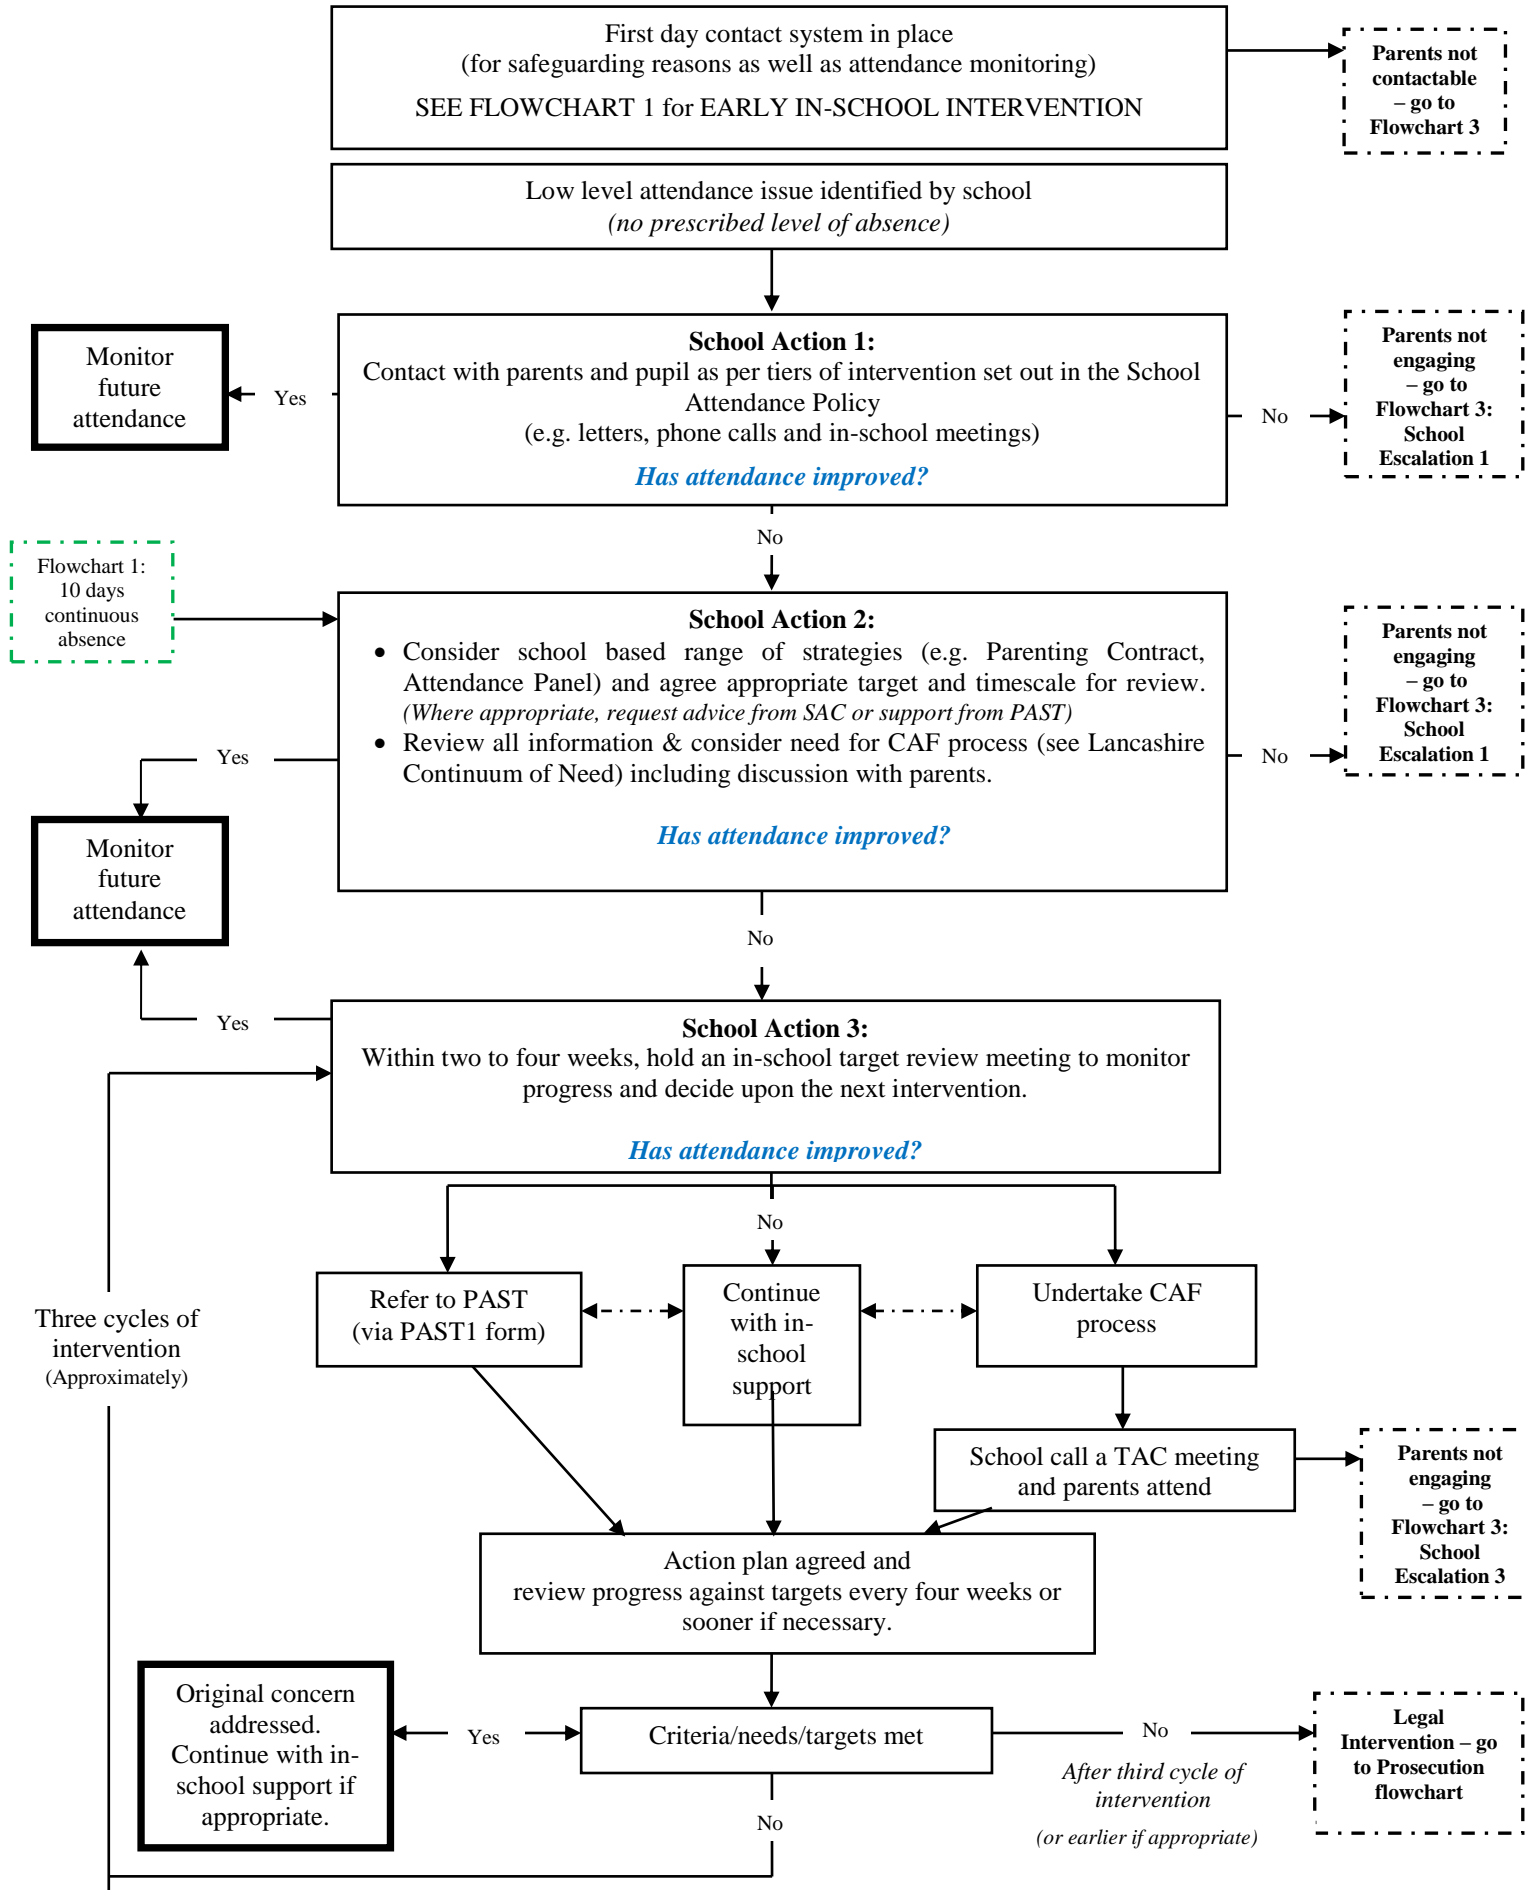 First day contact system in place
(for safeguarding reasons as well as attendance monitoring)
SEE FLOWCHART 1 for EARLY IN-SCHOOL INTERVENTION
Parents not
contactable
– go to
Flowchart 3
Low level attendance issue identified by school
(no prescribed level of absence)
Monitor
future
attendance
Yes
School Action 1:
Contact with parents and pupil as per tiers of intervention set out in the School
Attendance Policy
(e.g. letters, phone calls and in-school meetings)
Has attendance improved?
No
Parents not
engaging
– go to
Flowchart 3:
School
Escalation 1
No
Flowchart 1:
10 days
continuous
absence
School Action 2:
• Consider school based range of strategies (e.g. Parenting Contract,
Attendance Panel) and agree appropriate target and timescale for review.
(Where appropriate, request advice from SAC or support from PAST)
• Review all information & consider need for CAF process (see Lancashire
Continuum of Need) including discussion with parents.
Has attendance improved?
No
Parents not
engaging
– go to
Flowchart 3:
School
Escalation 1
Yes
Monitor
future
attendance
No
Yes
School Action 3:
Within two to four weeks, hold an in-school target review meeting to monitor
progress and decide upon the next intervention.
Has attendance improved?
No
Three cycles of
intervention
(Approximately)
Refer to PAST
(via PAST1 form)
Continue
with in-
school
support
Undertake CAF
process
School call a TAC meeting
and parents attend
Parents not
engaging
– go to
Flowchart 3:
School
Escalation 3
Action plan agreed and
review progress against targets every four weeks or
sooner if necessary.
Original concern
addressed.
Continue with in-
school support if
appropriate.
Yes
Criteria/needs/targets met
No
After third cycle of
intervention
(or earlier if appropriate)
Legal
Intervention – go
to Prosecution
flowchart
No